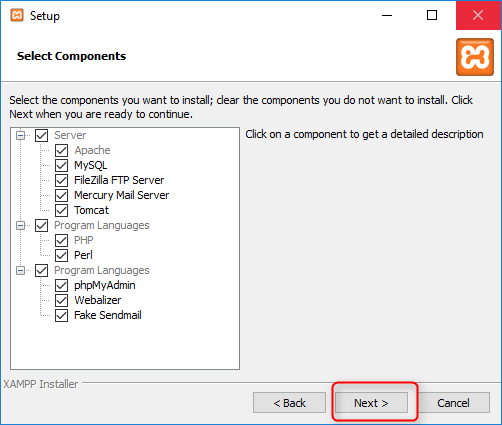 Setup
Select Components
Select the components you want to install; clear the components you do not want to install. Click
Next when you are ready to continue.
Server
Apache
MySQL
FileZilla FTP Server
Mercury Mail Server
Tomcat
Program Languages
PHP
Perl
Program Languages
phpMyAdmin
Webalizer
Fake Sendmail
Click on a component to get a detailed description
XAMPP Installer
< Back
Next >
Cancel